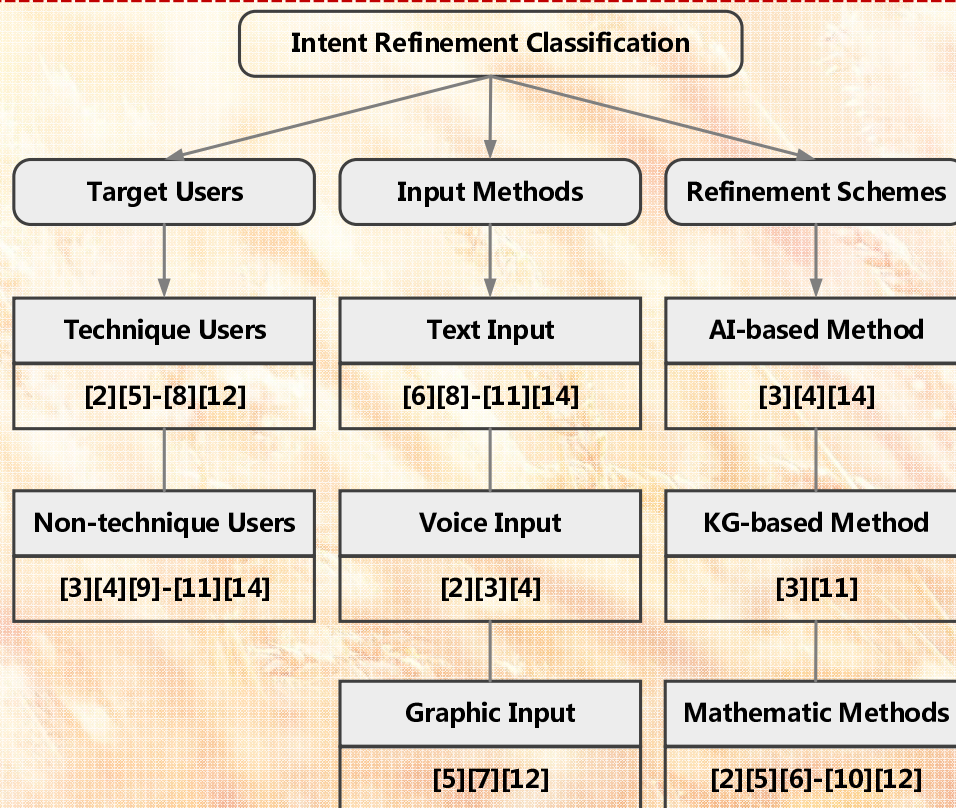 Intent Refinement Classification
Target Users
Input Methods
Refinement Schemes
Technique Users
Text Input
AI-based Method
[2][5]-[8][12]
[6][8]-[11][14]
[3][4][14]
Non-technique Users
Voice Input
KG-based Method
[3][4][9]-[11][14]
[2][3][4]
[3][11]
Graphic Input
Mathematic Methods
[5][7][12]
[2][5][6]-[10][12]